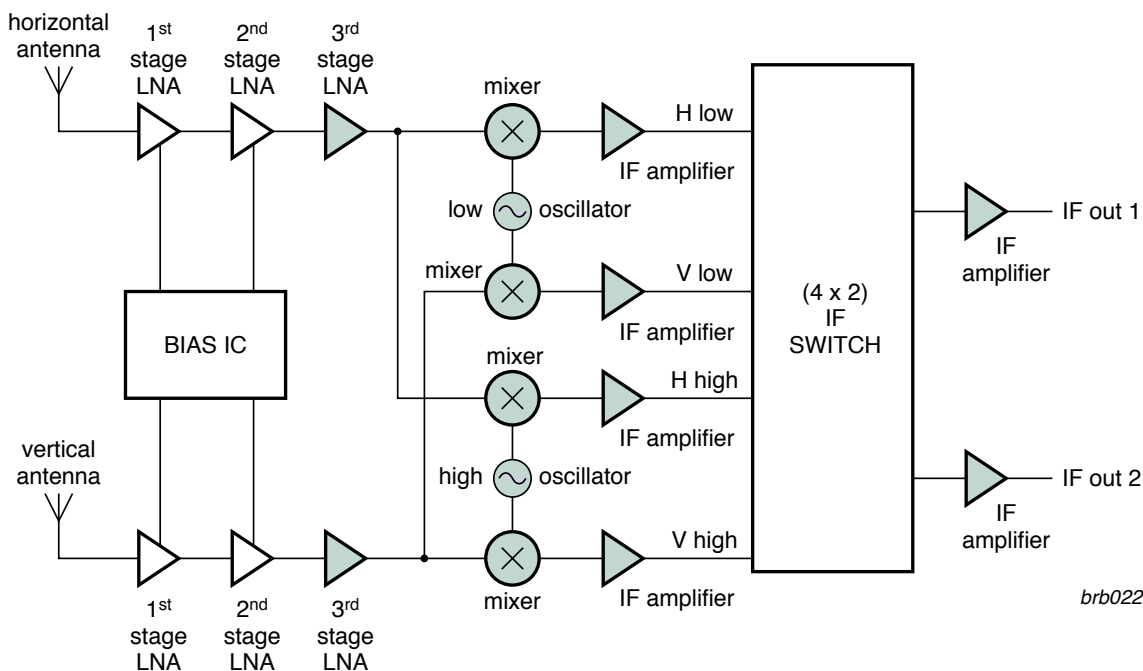 horizontal
antenna
1st
stage
LNA
2nd
stage
LNA
3rd
stage
LNA
mixer
H low
IF amplifier
low
oscillator
IF out 1
IF
amplifier
mixer
V low
IF amplifier
(4 x 2)
IF
SWITCH
BIAS IC
mixer
H high
IF amplifier
vertical
antenna
high
oscillator
IF out 2
IF
amplifier
V high
mixer
IF amplifier
1st
stage
LNA
2nd
stage
LNA
3rd
stage
LNA
brb022